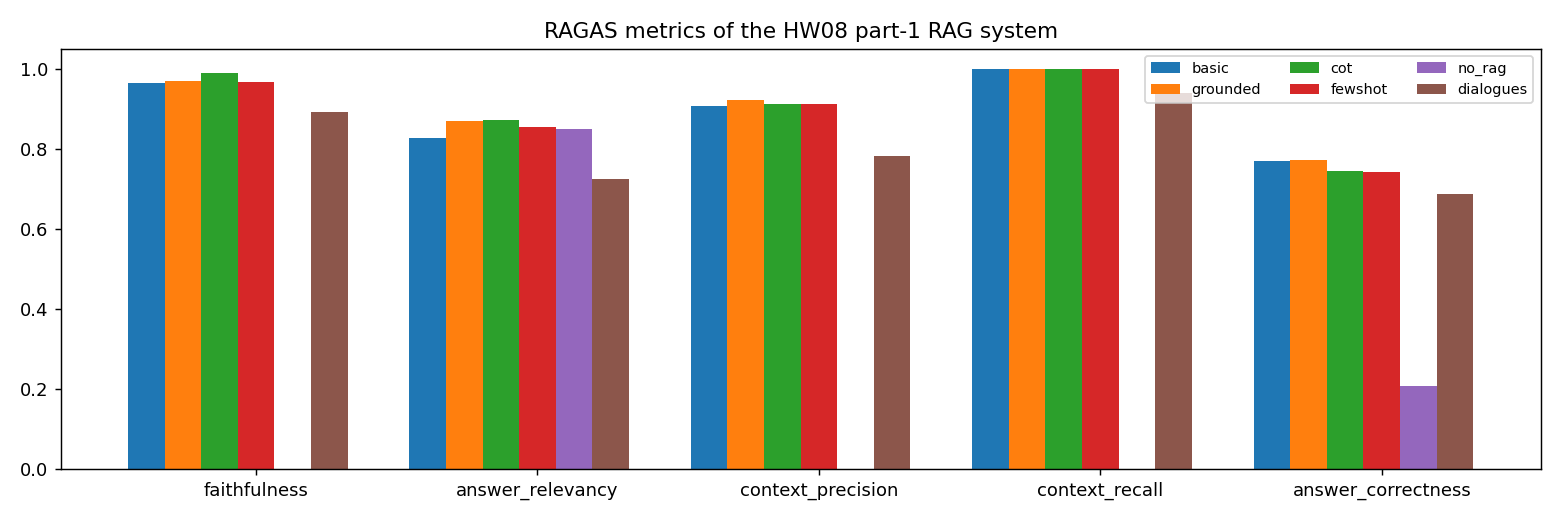 RAGAS metrics of the HW08 part-1 RAG system
basic cot no_rag
grounded fewshot dialogues
1.0
0.8
0.6
0.4
0.2
0.0
faithfulness answer_relevancy context_precision context_recall answer_correctness